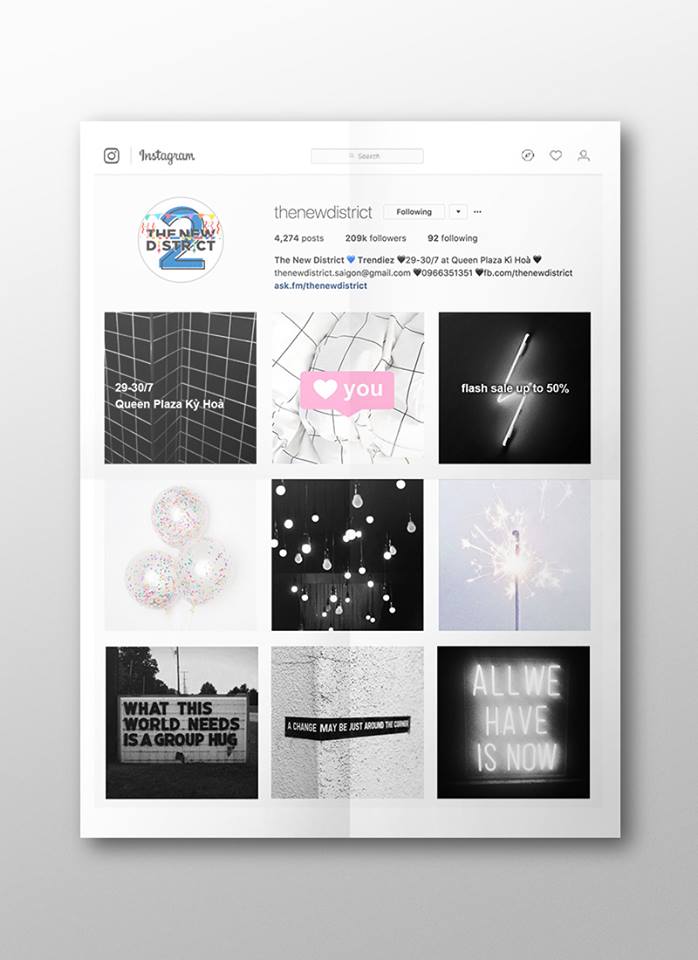 Instagram
Search
2
THE NEW
DISTRICT
thenewdistrict
Following
4,274 posts 209k followers 92 following
The New District 💙 Trendiez 🖤29-30/7 at Queen Plaza Kì Hoà 🖤
thenewdistrict.saigon@gmail.com 🖤0966351351 🖤fb.com/thenewdistrict
ask.fm/thenewdistrict
29-30/7
Queen Plaza Kỳ Hoà
you
flash sale up to 50%
WHAT THIS
WORLD NEEDS
IS A GROUP HUG
A CHANGE MAY BE JUST AROUND THE CORNER
ALL WE
HAVE
IS NOW